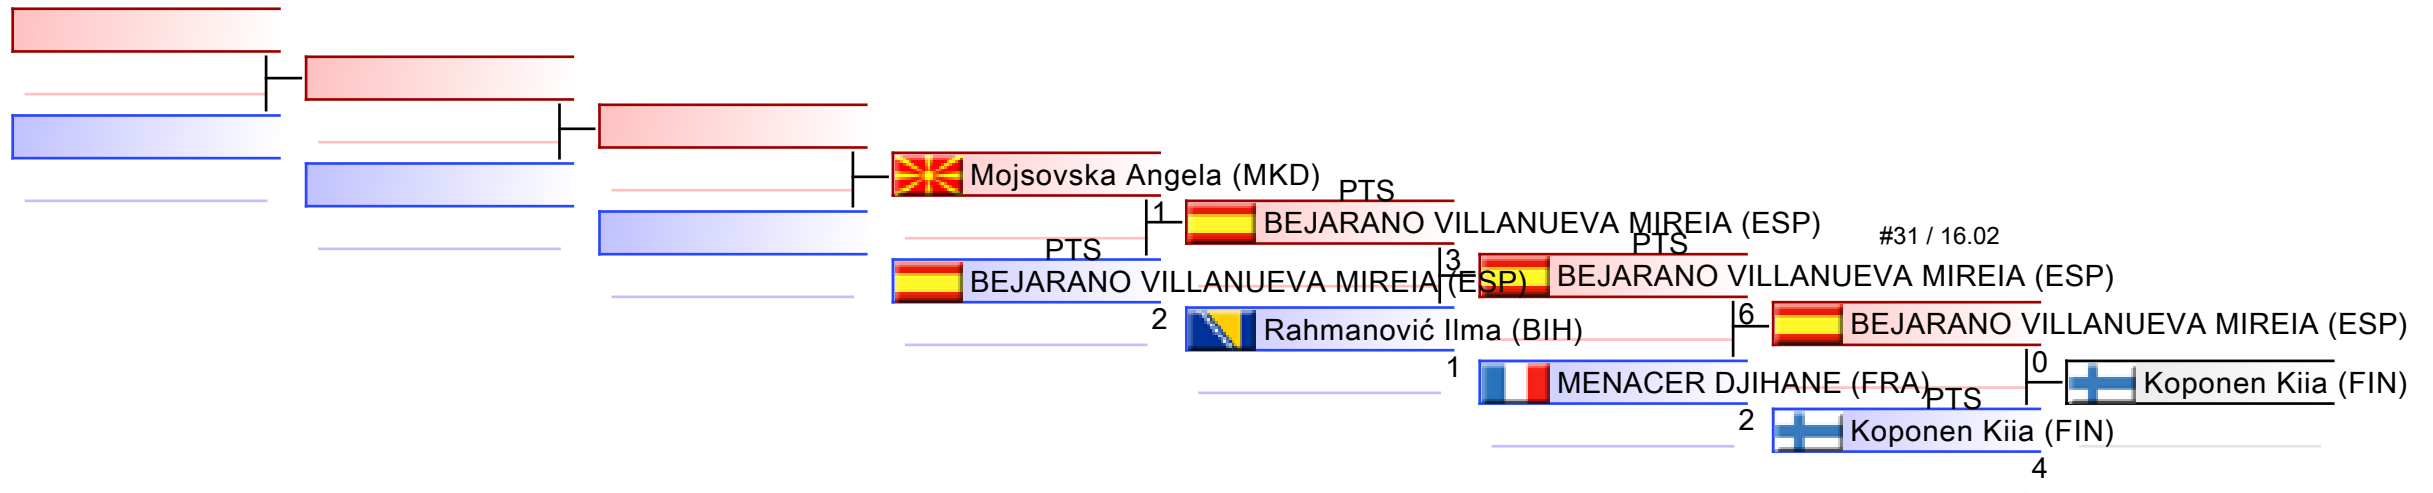 Mojsovska Angela (MKD)
1
PTS
BEJARANO VILLANUEVA MIREIA (ESP)
2
PTS
BEJARANO VILLANUEVA MIREIA (ESP)
3
Rahmanović Ilma (BIH)
1
PTS
BEJARANO VILLANUEVA MIREIA (ESP)
6
MENACER DJIHANE (FRA)
2
#31 / 16.02
BEJARANO VILLANUEVA MIREIA (ESP)
0
PTS
Koponen Kiia (FIN)
4
Koponen Kiia (FIN)